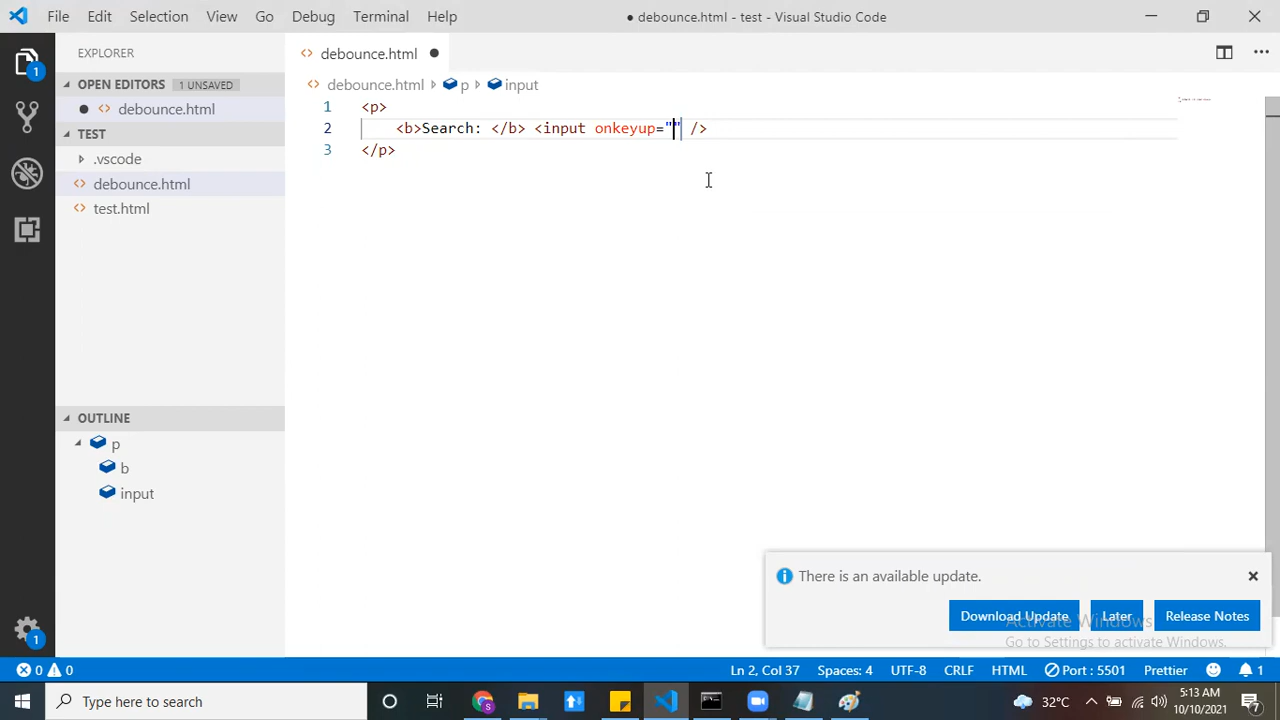 File Edit Selection View Go Debug Terminal Help ● debounce.html - test - Visual Studio Code
EXPLORER
debounce.html ●
OPEN EDITORS 1 UNSAVED
debounce.html p input
● debounce.html
TEST
.vscode
debounce.html
test.html
1 <p>
2 <b>Search: </b> <input onkeyup="" />
3 </p>
OUTLINE
p
b
input
There is an available update.
Download Update Later Release Notes
Activate Windows
Go to Settings to activate Windows.
1
1
0 0 Ln 2, Col 37 Spaces: 4 UTF-8 CRLF HTML Port : 5501 Prettier 1
Type here to search 32°C 5:13 AM
10/10/2021 7